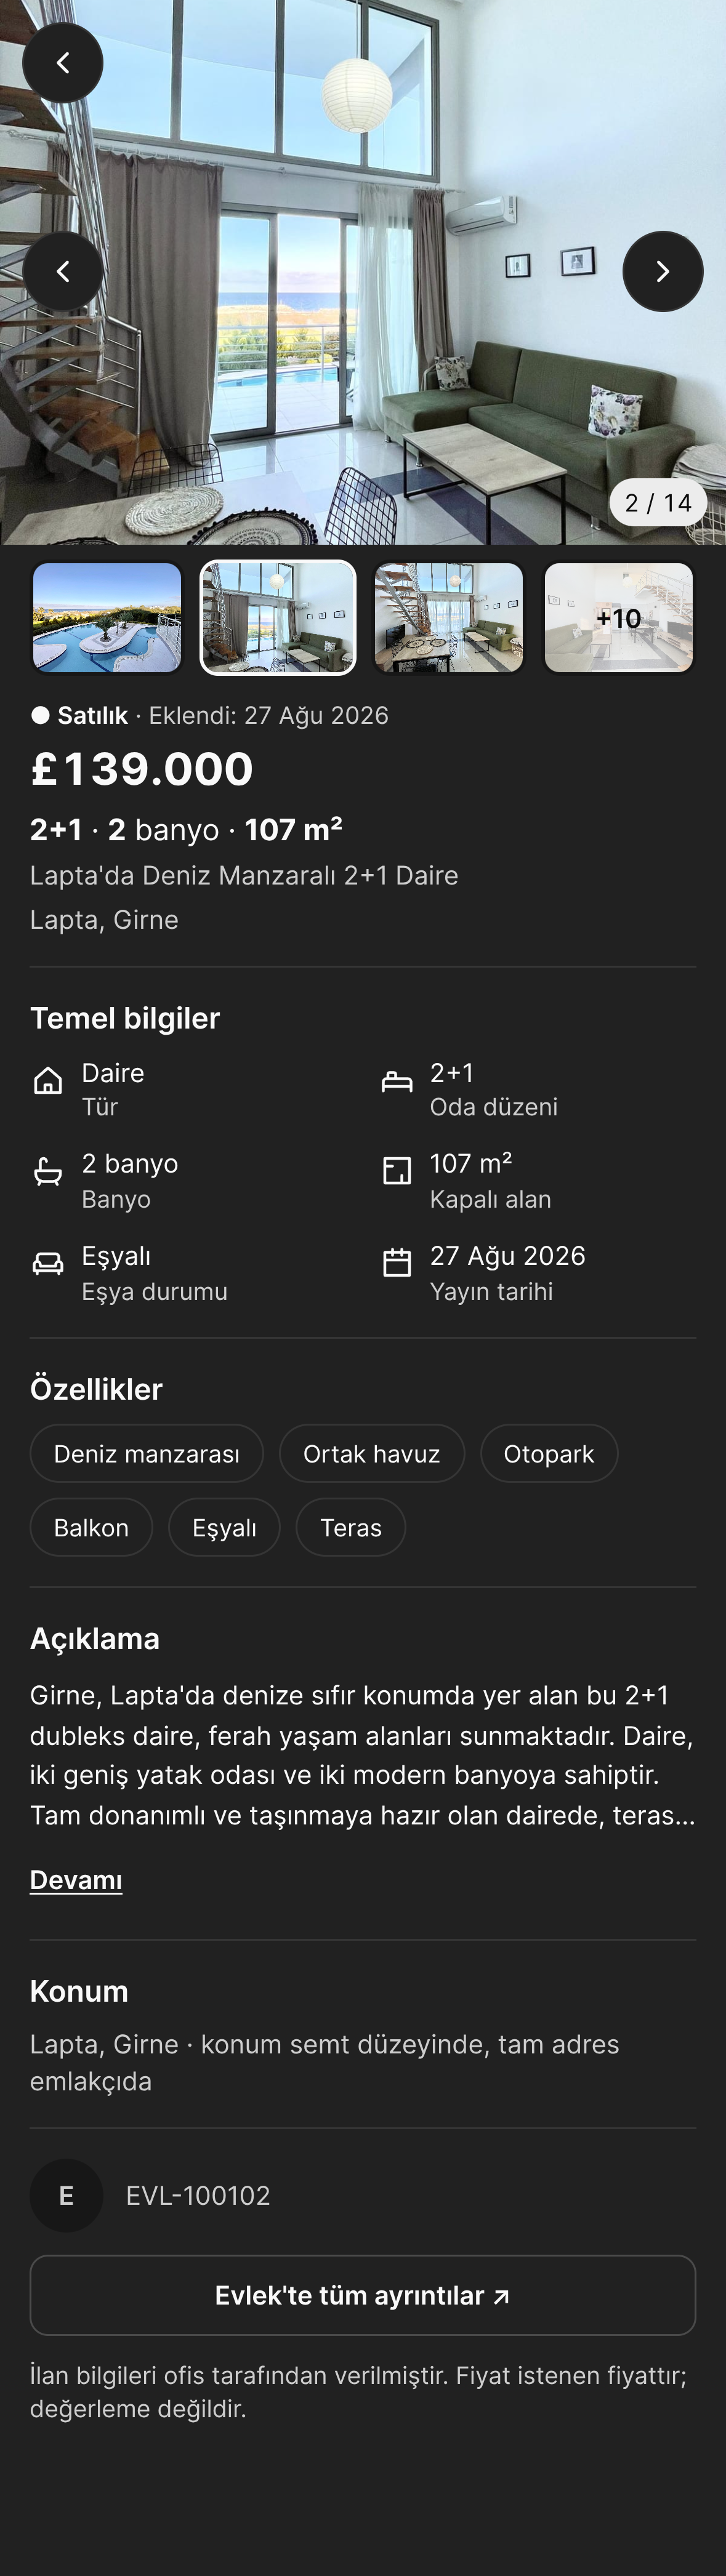 2 / 14
+10
Satılık · Eklendi: 27 Ağu 2026
£139.000
2+1 · 2 banyo · 107 m²
Lapta'da Deniz Manzaralı 2+1 Daire
Lapta, Girne
Temel bilgiler
Daire
Tür
2+1
Oda düzeni
2 banyo
Banyo
107 m²
Kapalı alan
Eşyalı
Eşya durumu
27 Ağu 2026
Yayın tarihi
Özellikler
Deniz manzarası
Ortak havuz
Otopark
Balkon
Eşyalı
Teras
Açıklama
Girne, Lapta'da denize sıfır konumda yer alan bu 2+1
dubleks daire, ferah yaşam alanları sunmaktadır. Daire,
iki geniş yatak odası ve iki modern banyoya sahiptir.
Tam donanımlı ve taşınmaya hazır olan dairede, teras...
Devamı
Konum
Lapta, Girne · konum semt düzeyinde, tam adres
emlakçıda
E
EVL-100102
Evlek'te tüm ayrıntılar ↗
İlan bilgileri ofis tarafından verilmiştir. Fiyat istenen fiyattır;
değerleme değildir.